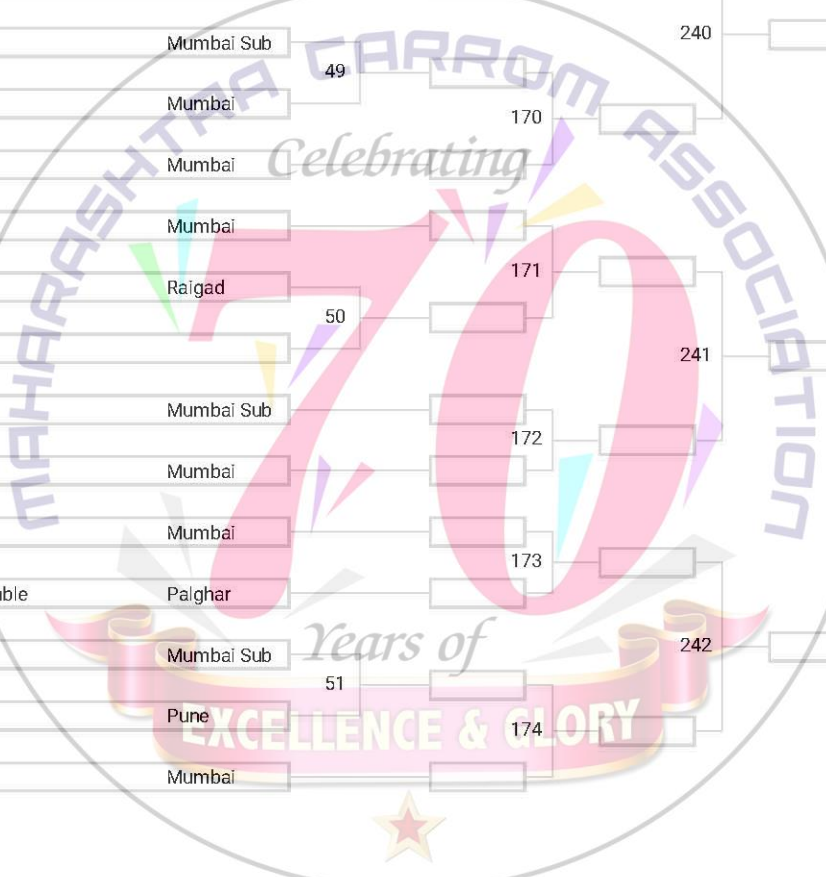 240
Mumbai Sub
49
Mumbai
170
Mumbai
Celebrating
MAHARASHTRA CARROM ASSOCIATION
Mumbai
171
Raigad
50
241
70
Mumbai Sub
172
Mumbai
Mumbai
173
ble Palghar
Years of
242
Mumbai Sub
51
Pune
174
EXCELLENCE & GLORY
Mumbai